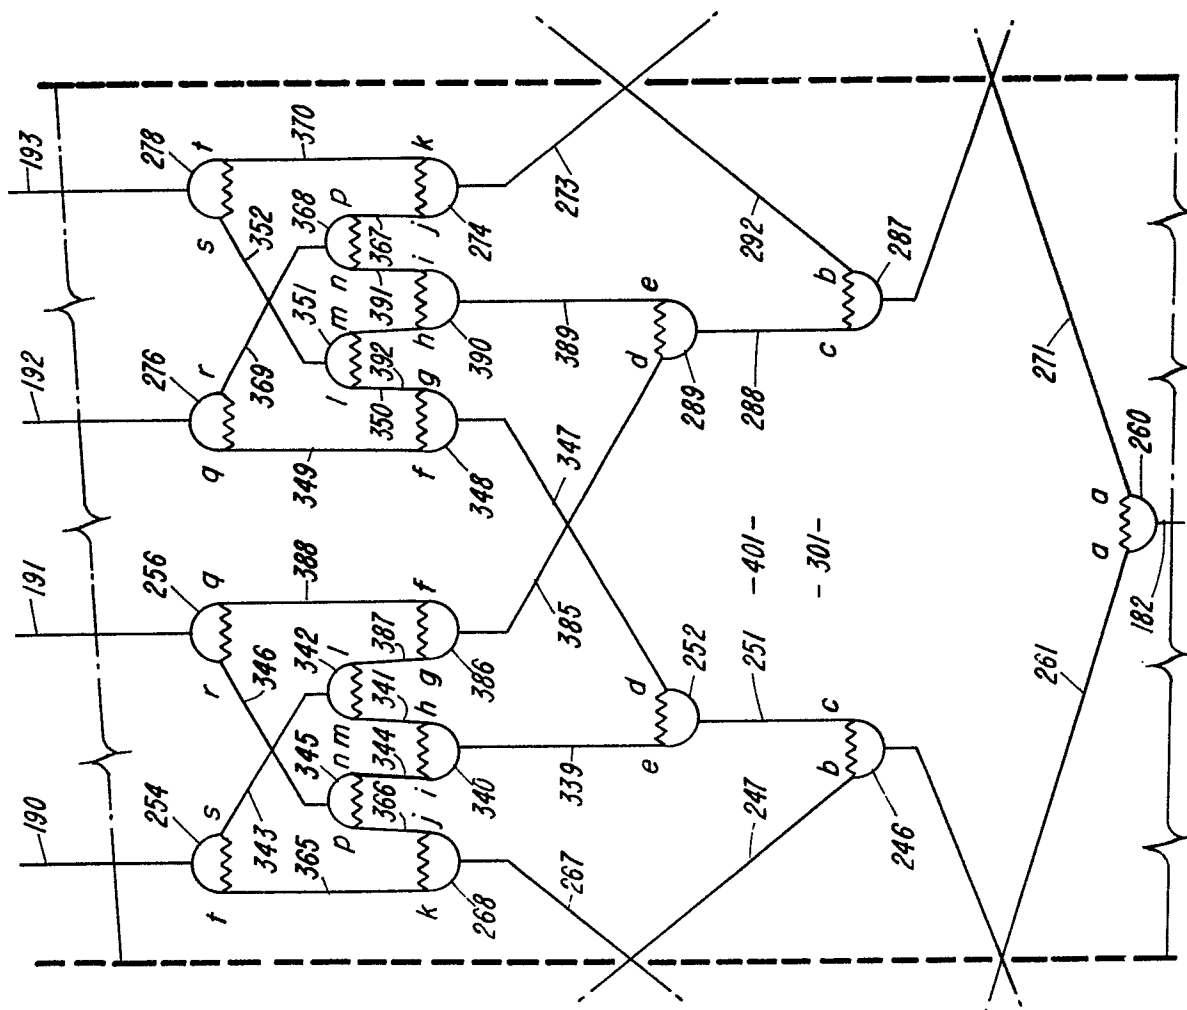 190
191
192
193
254
256
276
278
t
s
r
q
q
r
s
t
343
346
388
349
369
352
370
365
345
342
351
368
p
n
m
l
l
m
n
p
366
344
341
387
350
392
391
367
k
j
i
h
g
f
f
g
h
i
j
k
268
340
386
348
390
274
267
339
385
347
389
273
e
d
d
e
252
289
247
251
-401-
-301-
288
292
b
c
c
b
246
287
261
271
a
a
182
260